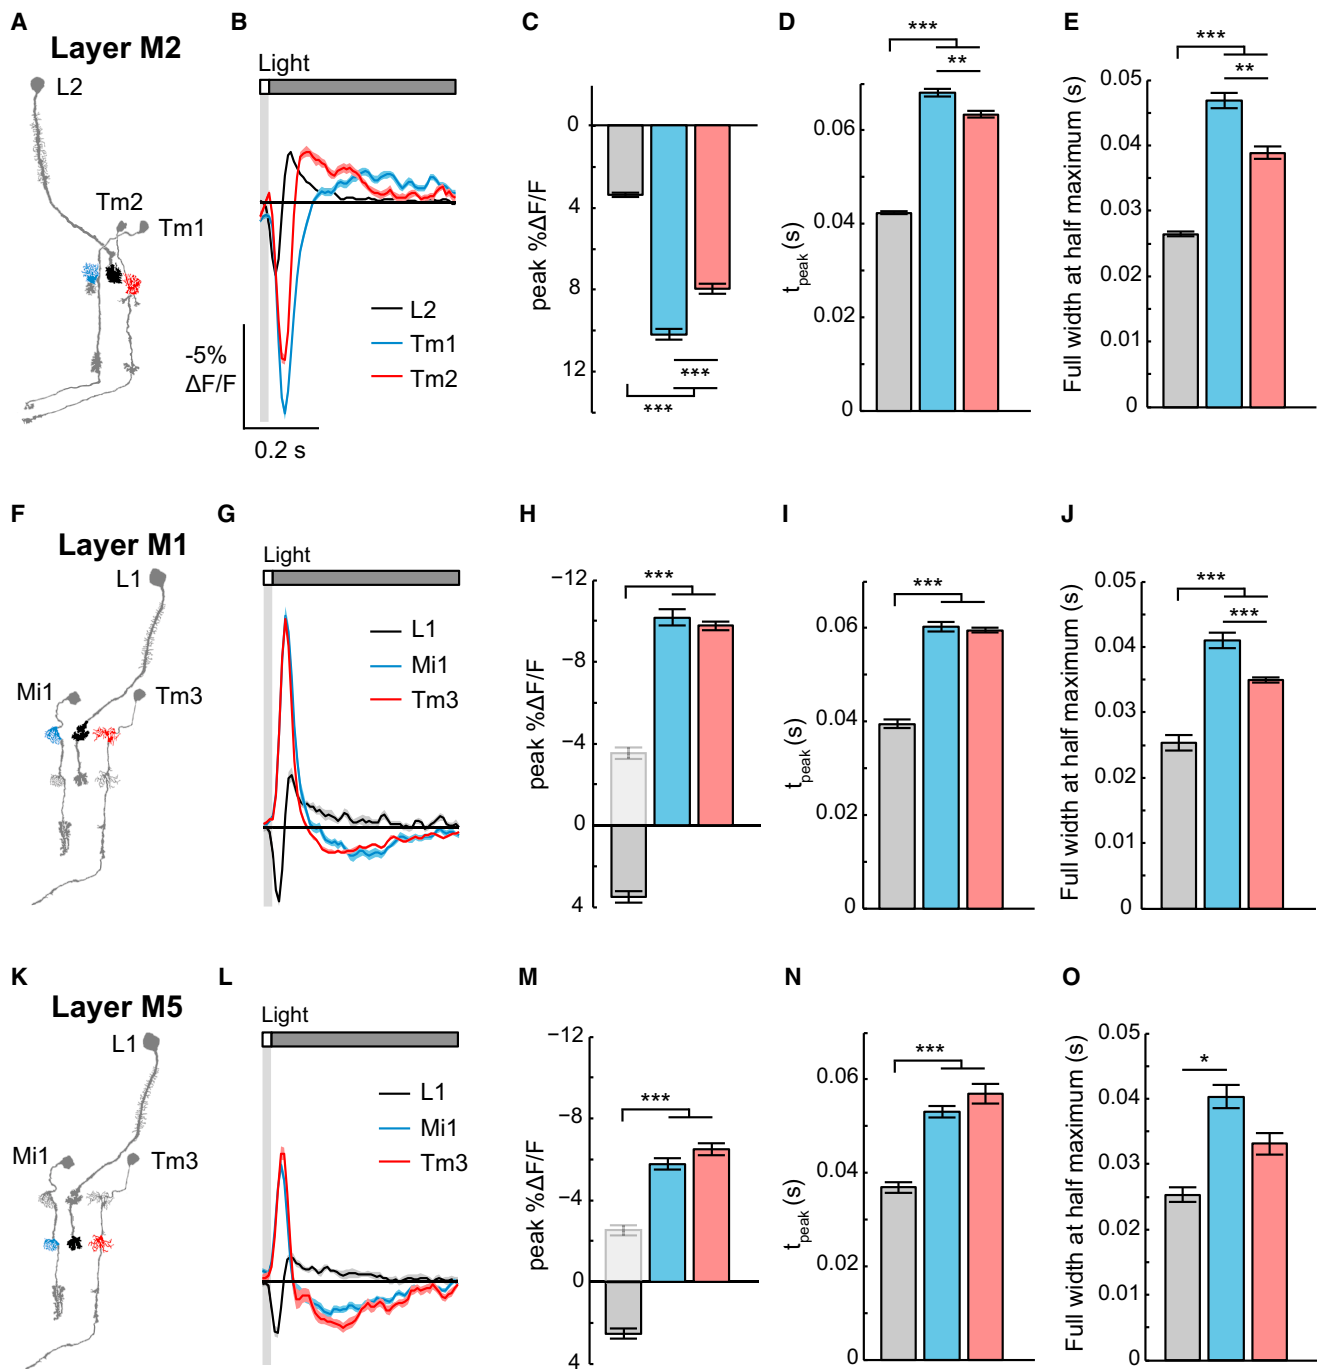 A
Layer M2
L2
Tm2
Tm1
B
Light
L2
Tm1
Tm2
-5%
ΔF/F
0.2 s
C
0
4
8
12
peak %ΔF/F
***
***
D
***
**
0.06
0.04
0.02
0
tpeak (s)
E
***
**
0.05
0.04
0.03
0.02
0.01
0
Full width at half maximum (s)
F
Layer M1
L1
Mi1
Tm3
G
Light
L1
Mi1
Tm3
H
−12
−8
−4
0
4
peak %ΔF/F
***
I
***
0.06
0.04
0.02
0
tpeak (s)
J
***
***
0.05
0.04
0.03
0.02
0.01
0
Full width at half maximum (s)
K
Layer M5
L1
Mi1
Tm3
L
Light
L1
Mi1
Tm3
M
−12
−8
−4
0
4
peak %ΔF/F
***
N
***
0.06
0.04
0.02
0
tpeak (s)
O
*
0.05
0.04
0.03
0.02
0.01
0
Full width at half maximum (s)